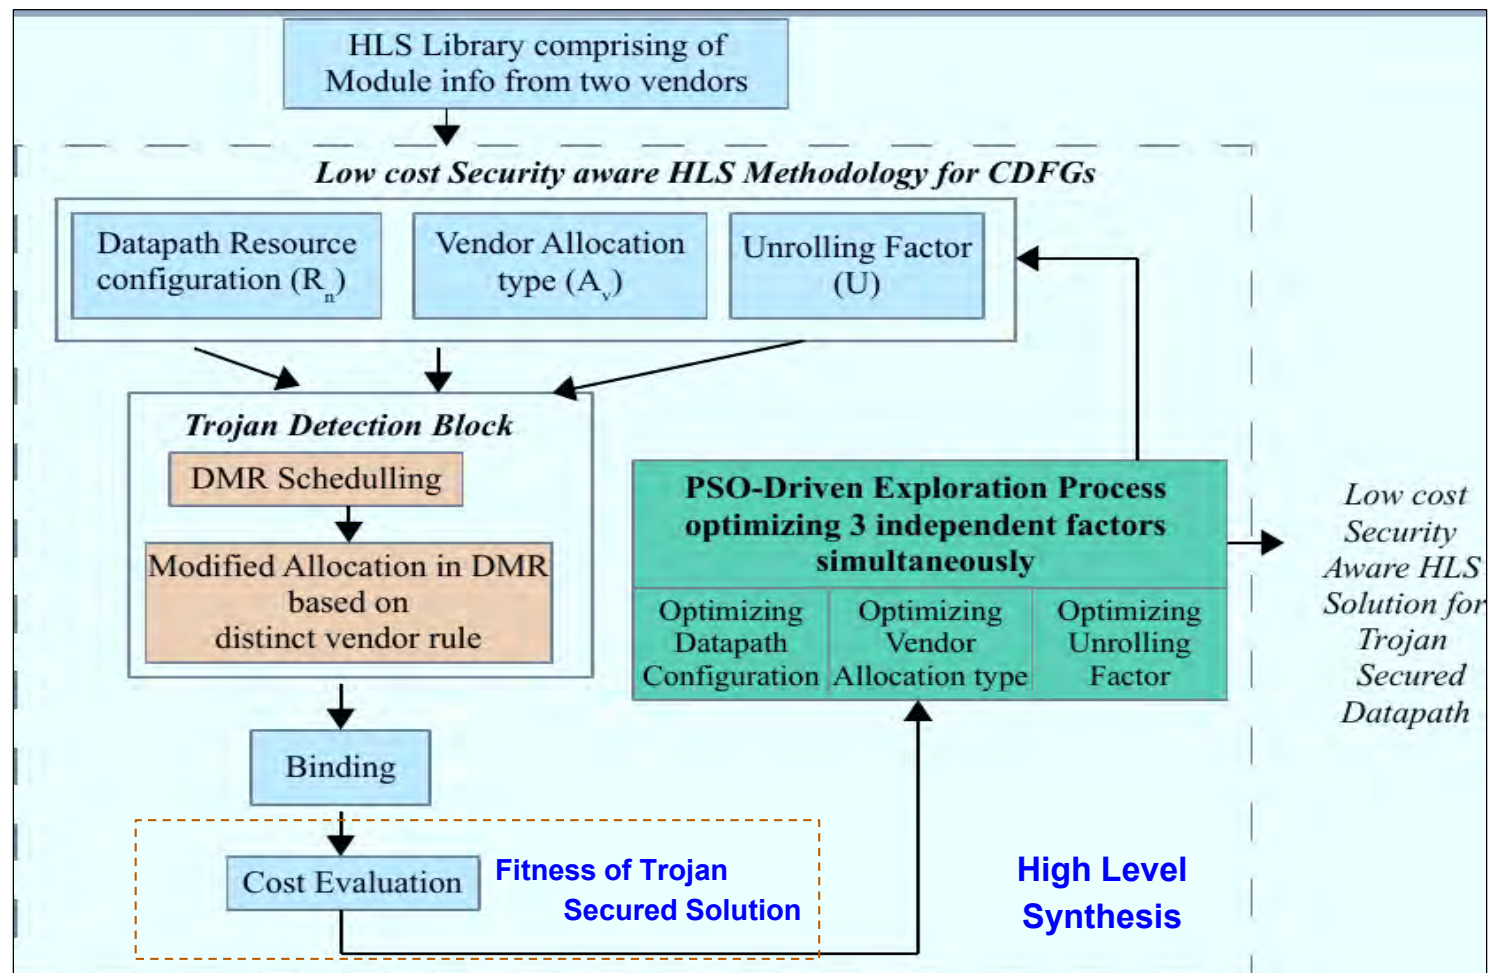 HLS Library comprising of
Module info from two vendors
Low cost Security aware HLS Methodology for CDFGs
Datapath Resource
configuration (Rn)
Vendor Allocation
type (Av)
Unrolling Factor
(U)
Trojan Detection Block
DMR Schedulling
Modified Allocation in DMR
based on
distinct vendor rule
PSO-Driven Exploration Process
optimizing 3 independent factors
simultaneously
Optimizing
Datapath
Configuration
Optimizing
Vendor
Allocation type
Optimizing
Unrolling
Factor
Low cost
Security
Aware HLS
Solution for
Trojan
Secured
Datapath
Binding
Cost Evaluation
Fitness of Trojan
Secured Solution
High Level
Synthesis